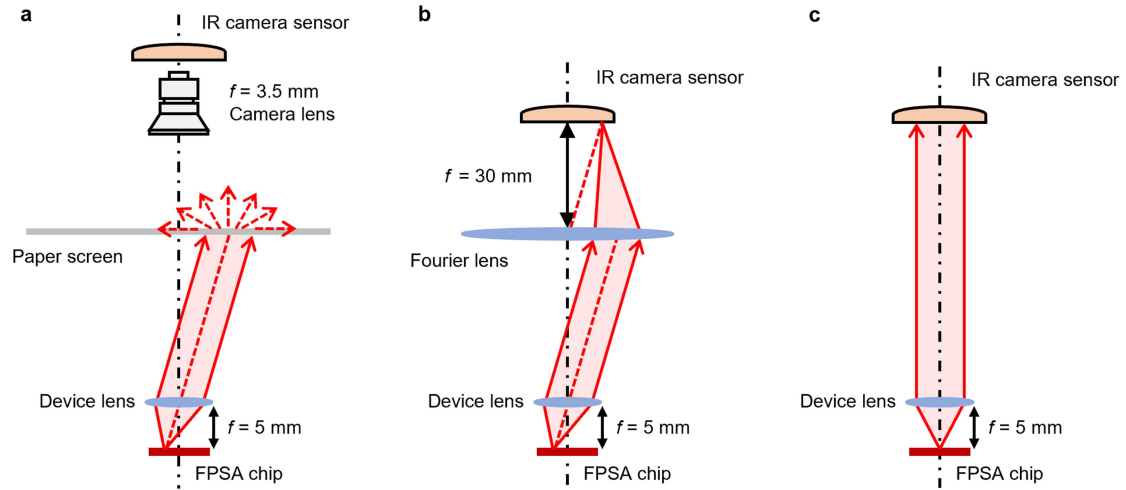 a
IR camera sensor
f = 3.5 mm
Camera lens
Paper screen
Device lens
f = 5 mm
FPSA chip
b
IR camera sensor
f = 30 mm
Fourier lens
Device lens
f = 5 mm
FPSA chip
c
IR camera sensor
Device lens
f = 5 mm
FPSA chip